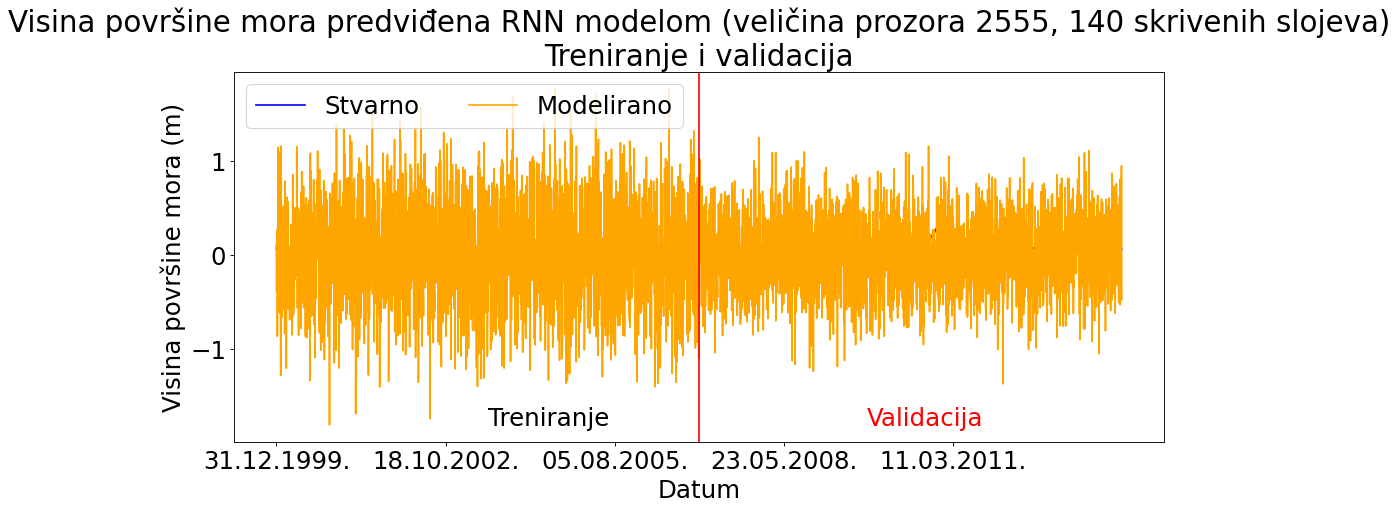 Visina površine mora predviđena RNN modelom (veličina prozora 2555, 140 skrivenih slojeva)
Treniranje i validacija
Stvarno
Modelirano
Visina površine mora (m)
1
0
−1
Treniranje
Validacija
31.12.1999.
18.10.2002.
05.08.2005.
23.05.2008.
11.03.2011.
Datum